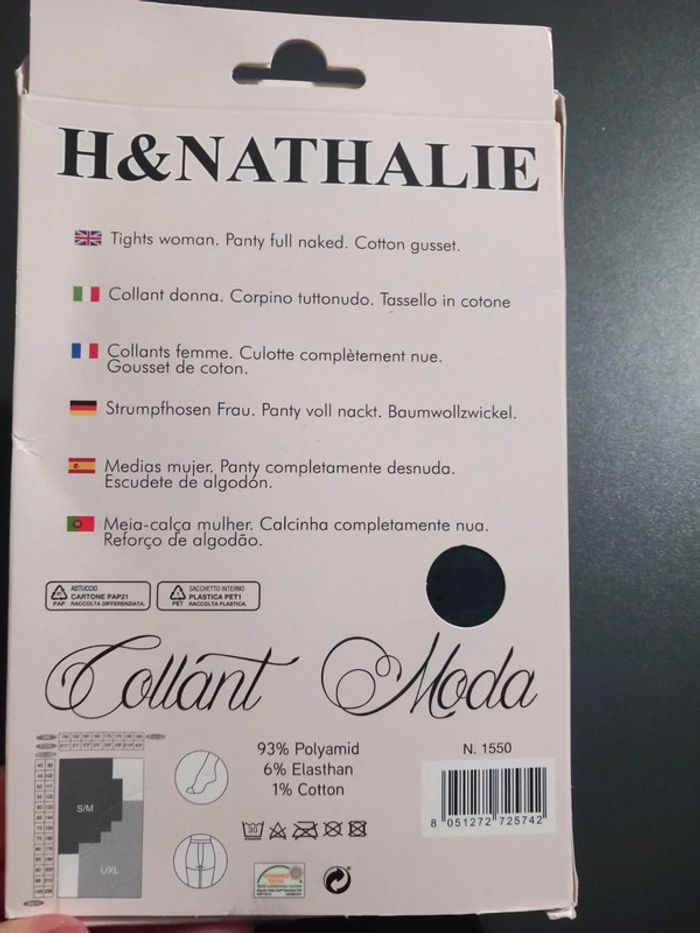 H&NATHALIE
Tights woman. Panty full naked. Cotton gusset.
Collant donna. Corpino tuttonudo. Tassello in cotone
Collants femme. Culotte complètement nue.
Gousset de coton.
Strumpfhosen Frau. Panty voll nackt. Baumwollzwickel.
Medias mujer. Panty completamente desnuda.
Escudete de algodón.
Meia-calça mulher. Calcinha completamente nua.
Reforço de algodão.
ASTUCCIO
CARTONE PAP21
PAP RACCOLTA DIFFERENZIATA.
SACCHETTO INTERNO
PLASTICA PET1
PET RACCOLTA PLASTICA.
Collant Moda
93% Polyamid
6% Elasthan
1% Cotton
N. 1550
S/M
L/XL
30
8 051272 725742